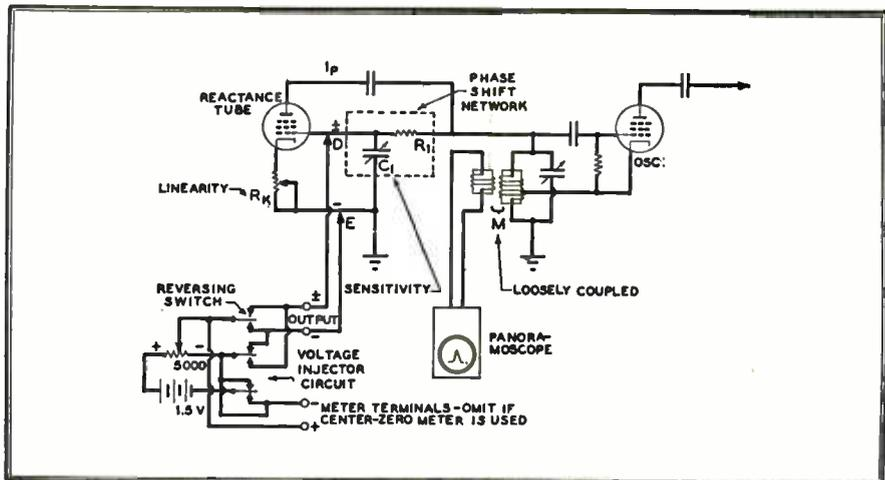 Ip
PHASE
SHIFT
NETWORK
REACTANCE
TUBE
±
D
R1
C1
OSC:
LINEARITY
RK
-
E
M
REVERSING
SWITCH
SENSITIVITY
LOOSELY COUPLED
±
OUTPUT
-
PANORA-
MOSCOPE
+ -
5000
VOLTAGE
INJECTOR
CIRCUIT
1.5 V
- METER TERMINALS-OMIT IF
CENTER-ZERO METER IS USED
+